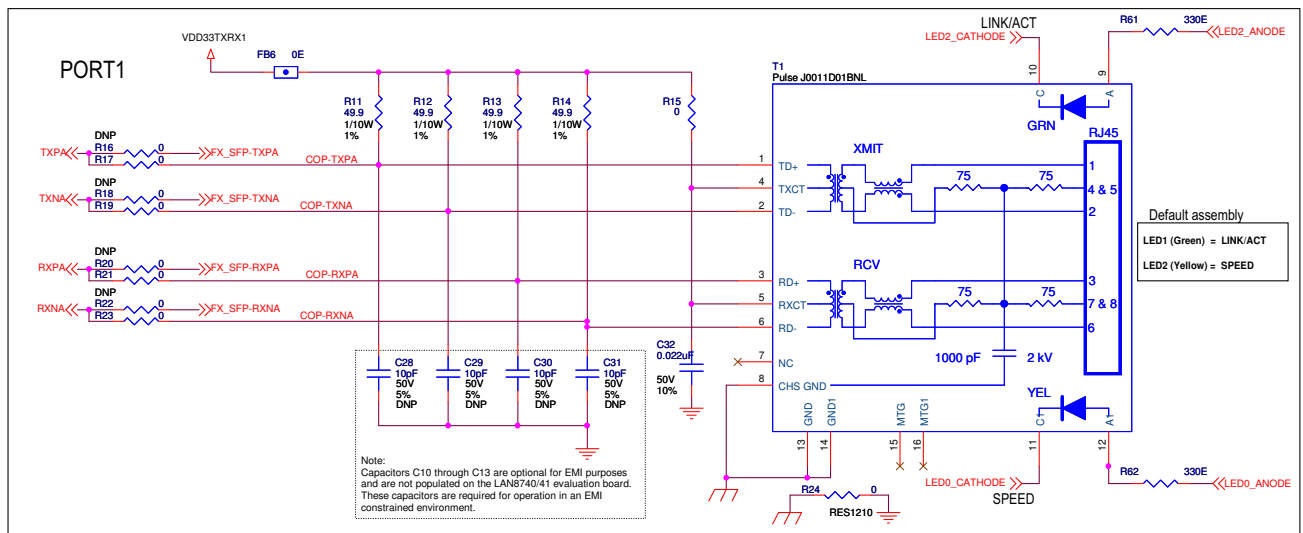 PORT1
VDD33TXRX1
FB6 0E
R11
49.9
1/10W
1%
R12
49.9
1/10W
1%
R13
49.9
1/10W
1%
R14
49.9
1/10W
1%
R15
0
TXPA
DNP
R16 0
R17 0
FX_SFP-TXPA
COP-TXPA
TXNA
DNP
R18 0
R19 0
FX_SFP-TXNA
COP-TXNA
RXPA
DNP
R20 0
R21 0
FX_SFP-RXPA
COP-RXPA
RXNA
DNP
R22 0
R23 0
FX_SFP-RXNA
COP-RXNA
C28
10pF
50V
5%
DNP
C29
10pF
50V
5%
DNP
C30
10pF
50V
5%
DNP
C31
10pF
50V
5%
DNP
C32
0.022uF
50V
10%
Note:
Capacitors C10 through C13 are optional for EMI purposes
and are not populated on the LAN8740/41 evaluation board.
These capacitors are required for operation in an EMI
constrained environment.
LINK/ACT
LED2_CATHODE
R61 330E
LED2_ANODE
T1
Pulse J0011D01BNL
10
9
C
A
GRN
RJ45
XMIT
1 TD+
4 TXCT
2 TD-
75
75
1
4 & 5
2
RCV
3 RD+
5 RXCT
6 RD-
75
75
3
7 & 8
6
7 NC
8 CHS GND
1000 pF
2 kV
YEL
GND
GND1
MTG
MTG1
C1
A1
13
14
15
16
11
12
R24 0
RES1210
LED0_CATHODE
SPEED
R62 330E
LED0_ANODE
Default assembly
LED1 (Green) = LINK/ACT
LED2 (Yellow) = SPEED